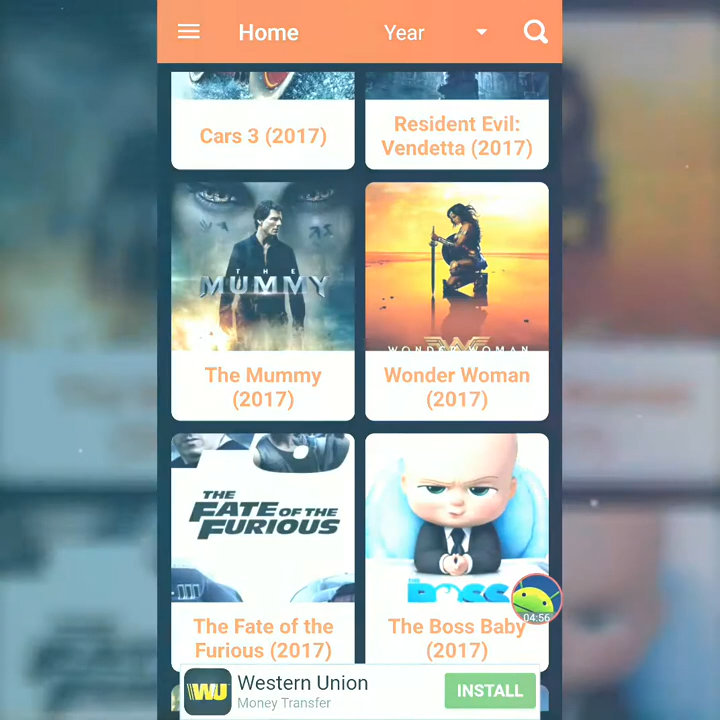 Home
Year
Cars 3 (2017)
Resident Evil:
Vendetta (2017)
THE
MUMMY
WONDER WOMAN
The Mummy
(2017)
Wonder Woman
(2017)
THE
FATE OF THE
FURIOUS
THE
BOSS
04:56
The Fate of the
Furious (2017)
The Boss Baby
(2017)
WU
Western Union
Money Transfer
INSTALL